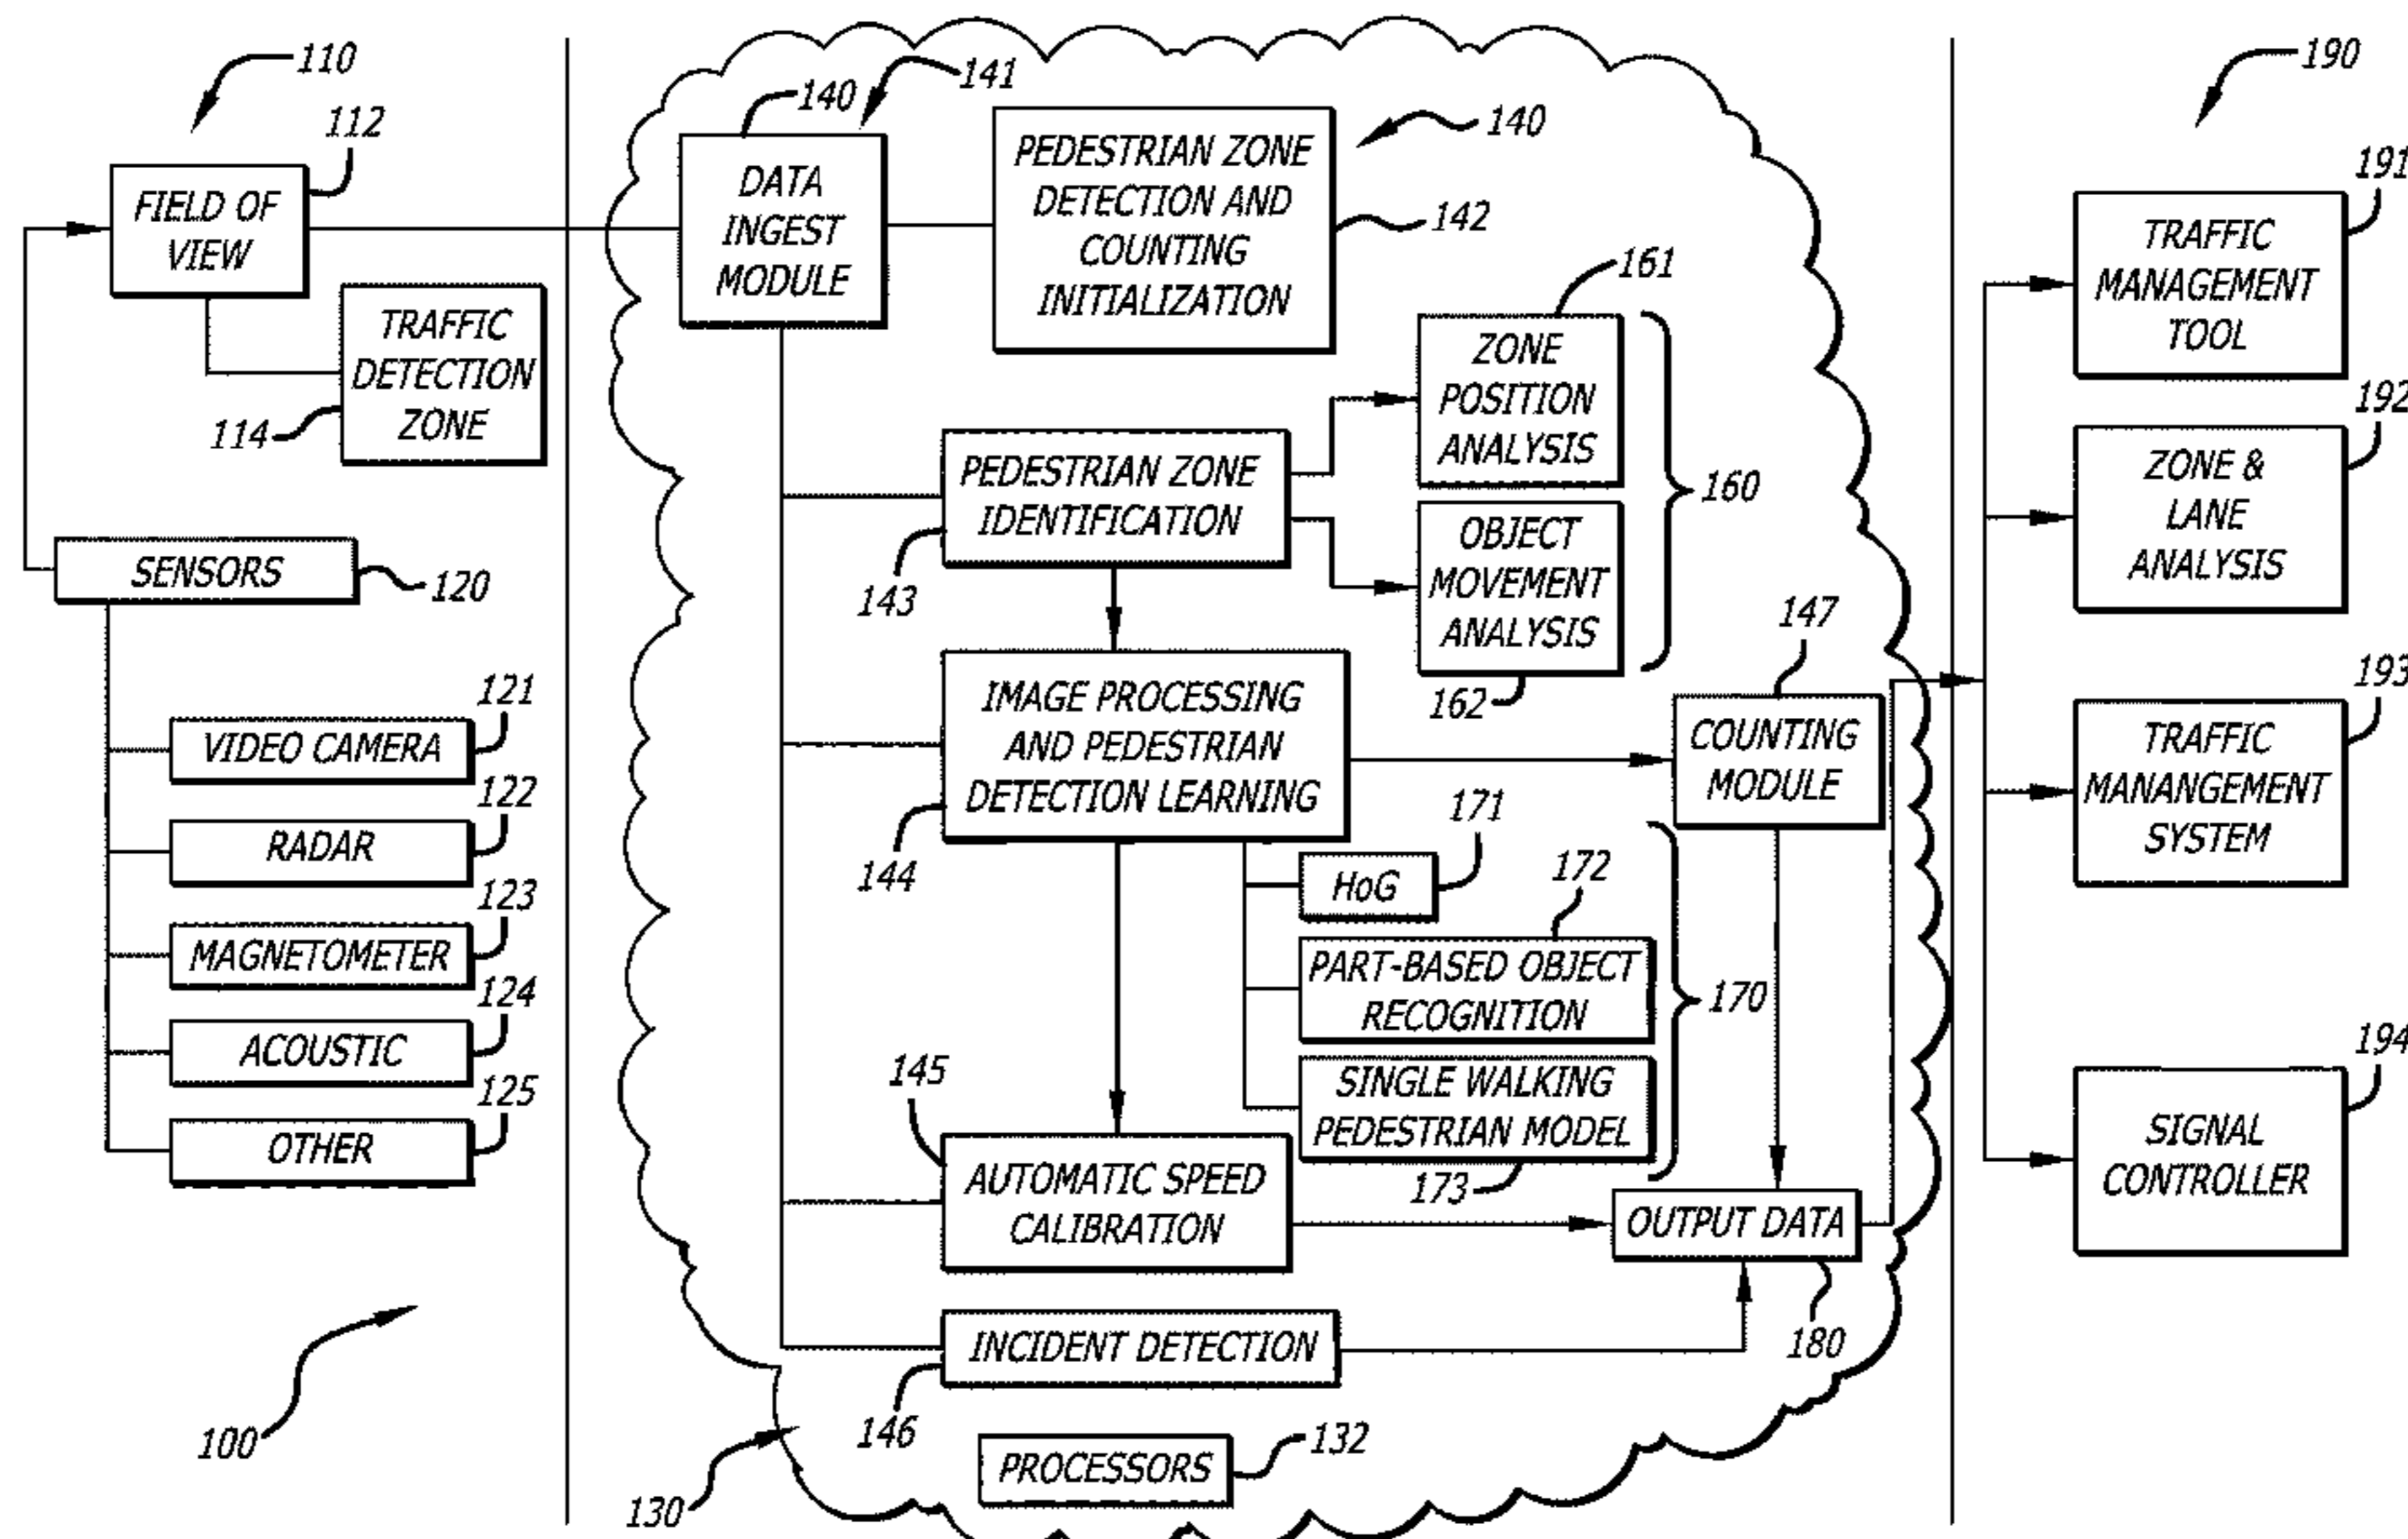 110
112
FIELD OF
VIEW
TRAFFIC
DETECTION
ZONE
114
SENSORS
120
121
VIDEO CAMERA
122
RADAR
123
MAGNETOMETER
124
ACOUSTIC
125
OTHER
100
140
141
DATA
INGEST
MODULE
PEDESTRIAN ZONE
DETECTION AND
COUNTING
INITIALIZATION
140
142
161
ZONE
POSITION
ANALYSIS
PEDESTRIAN ZONE
IDENTIFICATION
143
OBJECT
MOVEMENT
ANALYSIS
160
162
IMAGE PROCESSING
AND PEDESTRIAN
DETECTION LEARNING
144
147
COUNTING
MODULE
171
HoG
172
PART-BASED OBJECT
RECOGNITION
170
SINGLE WALKING
PEDESTRIAN MODEL
173
145
AUTOMATIC SPEED
CALIBRATION
OUTPUT DATA
180
INCIDENT DETECTION
146
130
PROCESSORS
132
190
191
TRAFFIC
MANAGEMENT
TOOL
192
ZONE &
LANE
ANALYSIS
193
TRAFFIC
MANANGEMENT
SYSTEM
194
SIGNAL
CONTROLLER